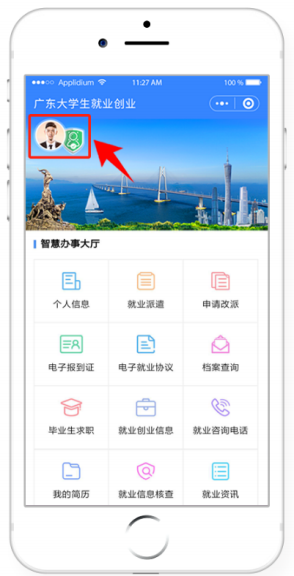 ●●●○○ Applidium 11:27 AM 100 %
广东大学生就业创业
智慧办事大厅
个人信息 就业派遣 申请改派
电子报到证 电子就业协议 档案查询
毕业生求职 就业创业信息 就业咨询电话
我的简历 就业信息核查 就业资讯